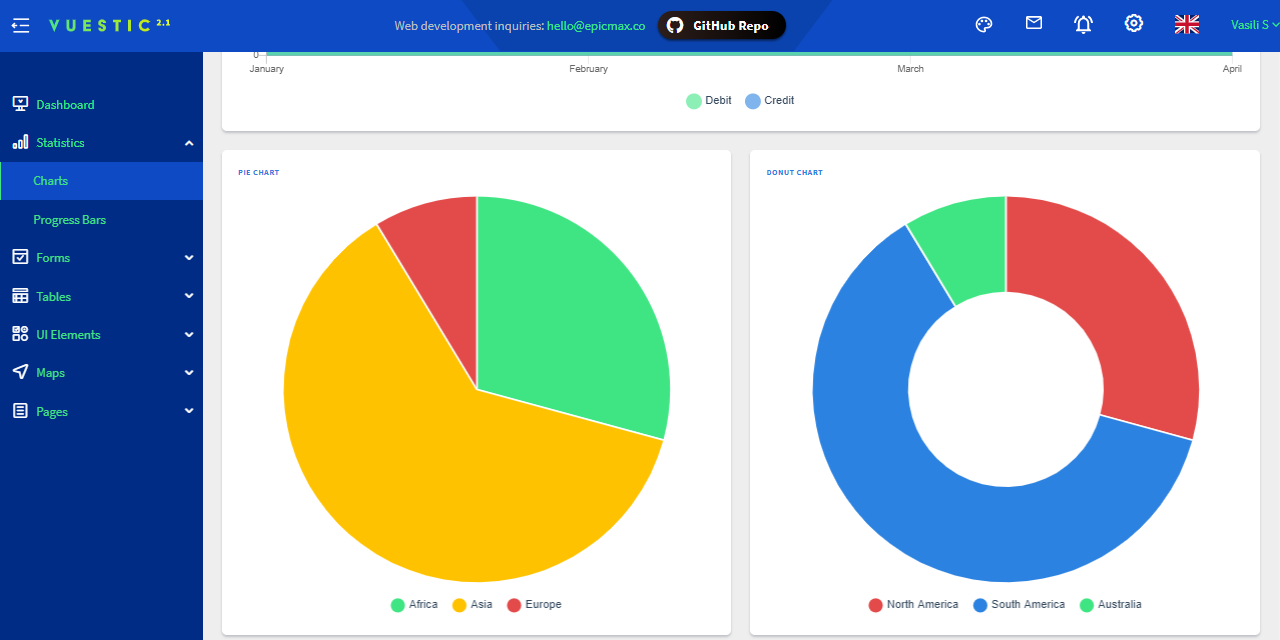 VUESTIC 2.1
Web development inquiries: hello@epicmax.co
GitHub Repo
Vasili S
Dashboard
Statistics
Charts
Progress Bars
Forms
Tables
UI Elements
Maps
Pages
0
January February March April
Debit Credit
PIE CHART
Africa Asia Europe
DONUT CHART
North America South America Australia